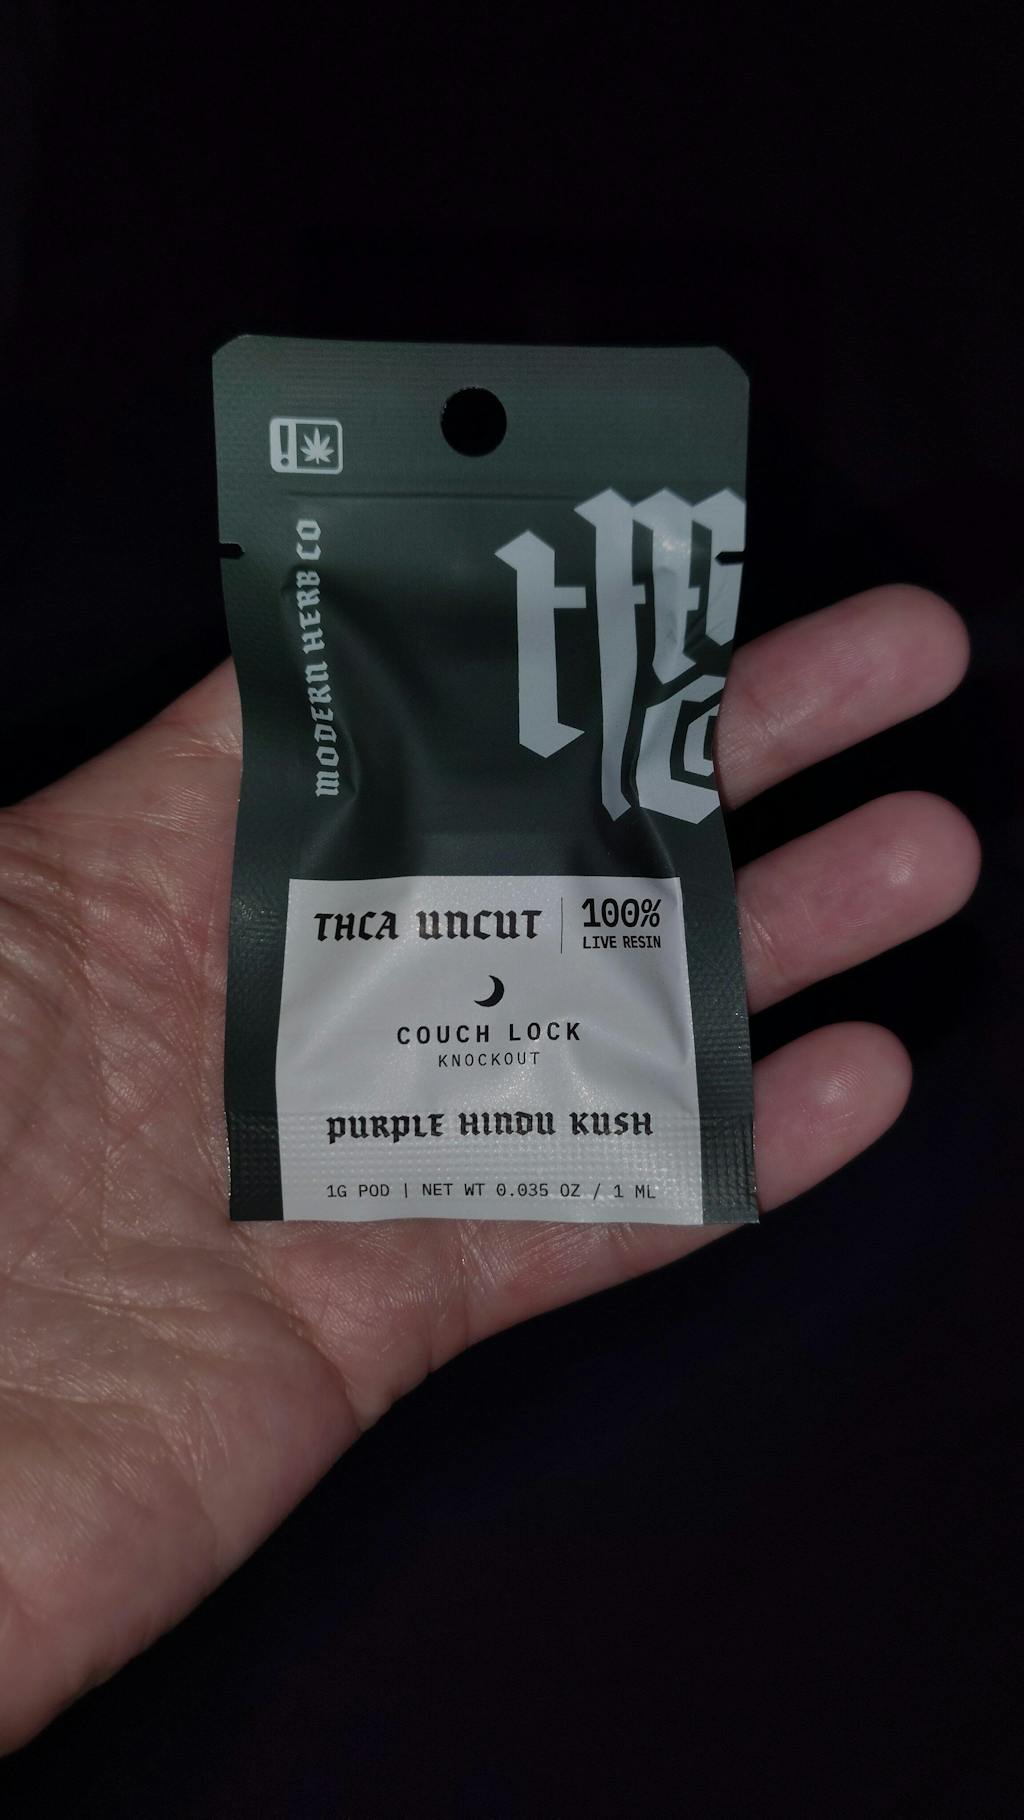 !
MODERN HERB CO
THCA UNCUT
100%
LIVE RESIN
COUCH LOCK
KNOCKOUT
PURPLE HINDU KUSH
1G POD | NET WT 0.035 OZ / 1 ML